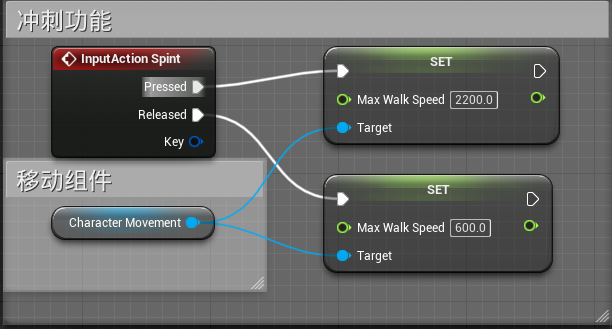 冲刺功能
InputAction Spint
Pressed
Released
Key
SET
Max Walk Speed 2200.0
Target
移动组件
Character Movement
SET
Max Walk Speed 600.0
Target